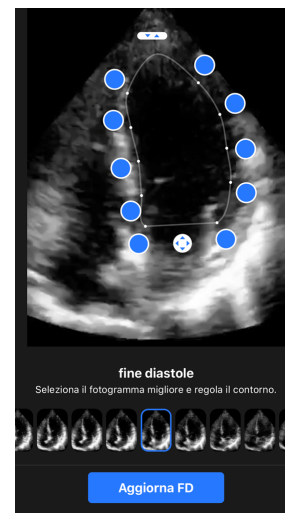 fine diastole
Seleziona il fotogramma migliore e regola il contorno.
Aggiorna FD